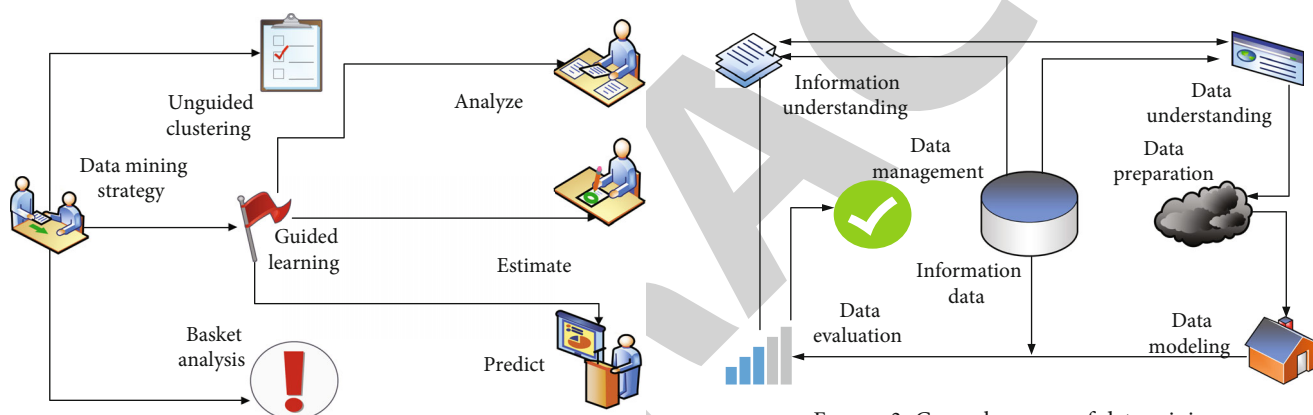 Unguided
clustering
Analyze
Data mining
strategy
Guided
learning
Estimate
Basket
analysis
Predict
Information
understanding
Data
understanding
Data
management
Data
preparation
Information
data
Data
evaluation
Data
modeling